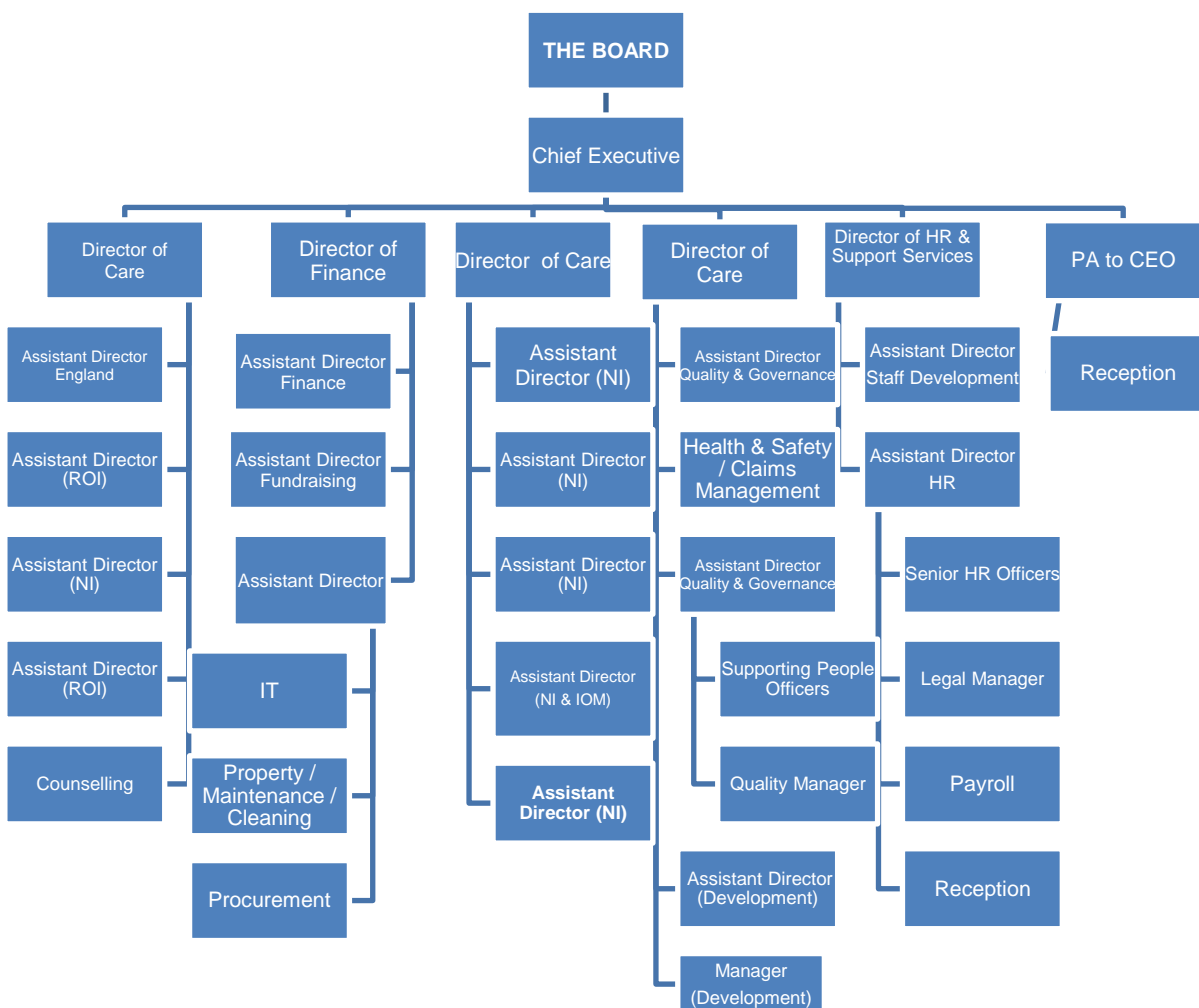 THE BOARD
Chief Executive
Director of
Care
Director of
Finance
Director of Care
Director of
Care
Director of HR &
Support Services
PA to CEO
Assistant Director
England
Assistant Director
(ROI)
Assistant Director
(NI)
Assistant Director
(ROI)
Counselling
Assistant Director
Finance
Assistant Director
Fundraising
Assistant Director
IT
Property /
Maintenance /
Cleaning
Procurement
Assistant
Director (NI)
Assistant Director
(NI)
Assistant Director
(NI)
Assistant Director
(NI & IOM)
Assistant
Director (NI)
Assistant Director
Quality & Governance
Health & Safety
/ Claims
Management
Assistant Director
Quality & Governance
Supporting People
Officers
Quality Manager
Assistant Director
(Development)
Manager
(Development)
Assistant Director
Staff Development
Assistant Director
HR
Senior HR Officers
Legal Manager
Payroll
Reception
Reception